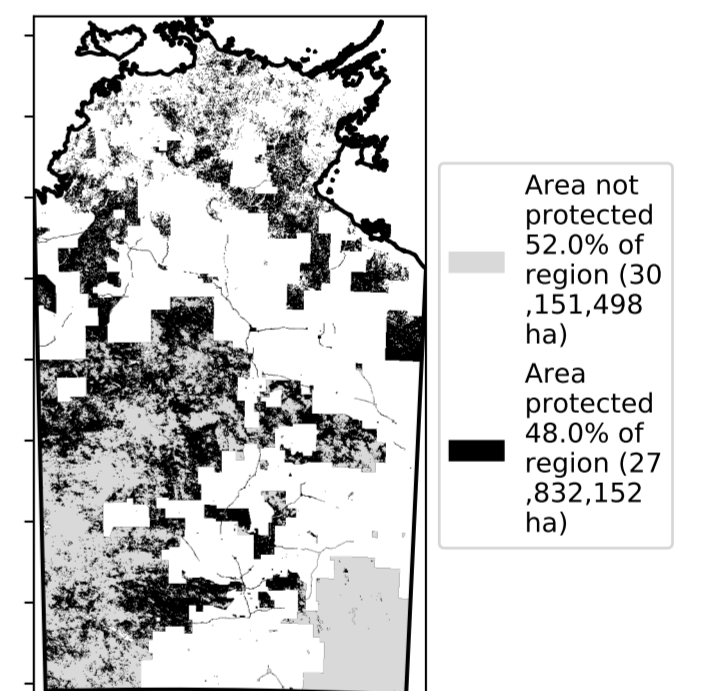 Area not
protected
52.0% of
region (30
,151,498
ha)
Area
protected
48.0% of
region (27
,832,152
ha)